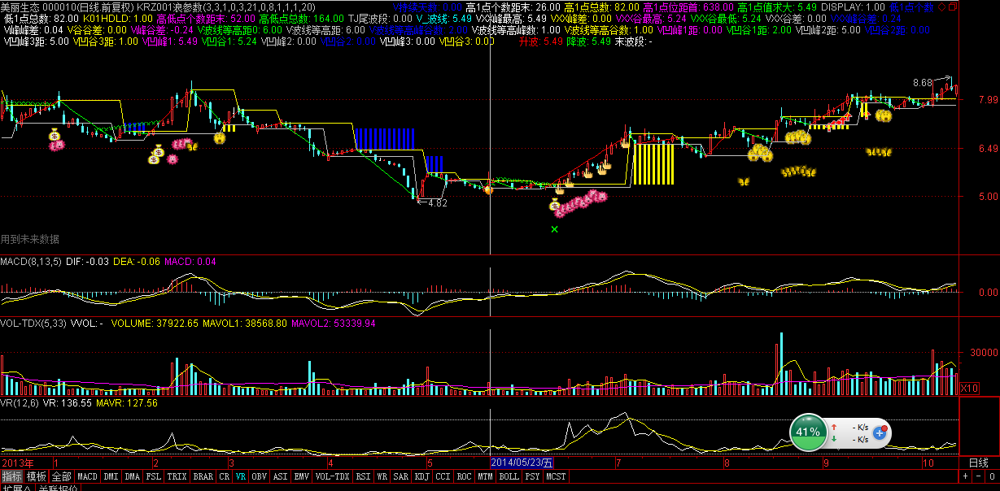 美丽生态 000010(日线:前复权) KRZ001浪参数(3,3,1,0,3,21,0,8,1,1,1,20) V持续天数: 0.00 高1点个数距末: 26.00 高1点总数: 82.00 高1点位距首: 638.00 高1点值求大: 5.49 DISPLAY: 1.00 低1点个数
低1点总数: 82.00 K01HDLD: 1.00 高低点个数距末: 52.00 高低点总数: 164.00 TJ尾波段: 0.00 V_波线: 5.49 V风峰最高: 5.49 V风峰差: 0.00 V风谷最高: 5.24 V风谷最低: 5.24 V风谷差: 0.00 V峰谷差: 0.24
V峰峰差: 0.04 V谷谷差: 0.00 V峰谷差: -0.24 V波线等高距0: 6.00 V波线等高距: 6.00 V波线等高峰谷数: 2.00 V波线等高峰数: 1.00 V波线等高谷数: 1.00 V凹峰1距: 0.00 V凹谷1距: 2.00 V凹峰2距: 5.00 V凹谷2距: 0.00
V凹峰3距: 5.00 V凹谷3距: 1.00 V凹峰1: 5.49 V凹谷1: 5.24 V凹峰2: 0.00 V凹谷2: 0.00 V凹峰3: 0.00 V凹谷3: 0.00 升波: 5.49 降波: 5.49 末波段: -
8.68
7.99
6.49
5.00
4.82
用到未来数据
MACD(8,13,5) DIF: -0.03 DEA: -0.06 MACD: 0.04
0.00
VOL-TDX(5,33) VVOL: - VOLUME: 37922.65 MAVOL1: 38568.80 MAVOL2: 53339.94
30000
X10
VR(12,6) VR: 136.55 MAVR: 127.56
41%
- K/s
- K/s
2013年 1 2 3 4 5 2014/05/23/五 7 8 9 10 日线
指标 模板 全部 MACD DMI DMA FSL TRIX BRAR CR VR OBV ASI EMV VOL-TDX RSI WR SAR KDJ CCI ROC MTM BOLL PSY MCST + - 0
扩展∧ 关联报价